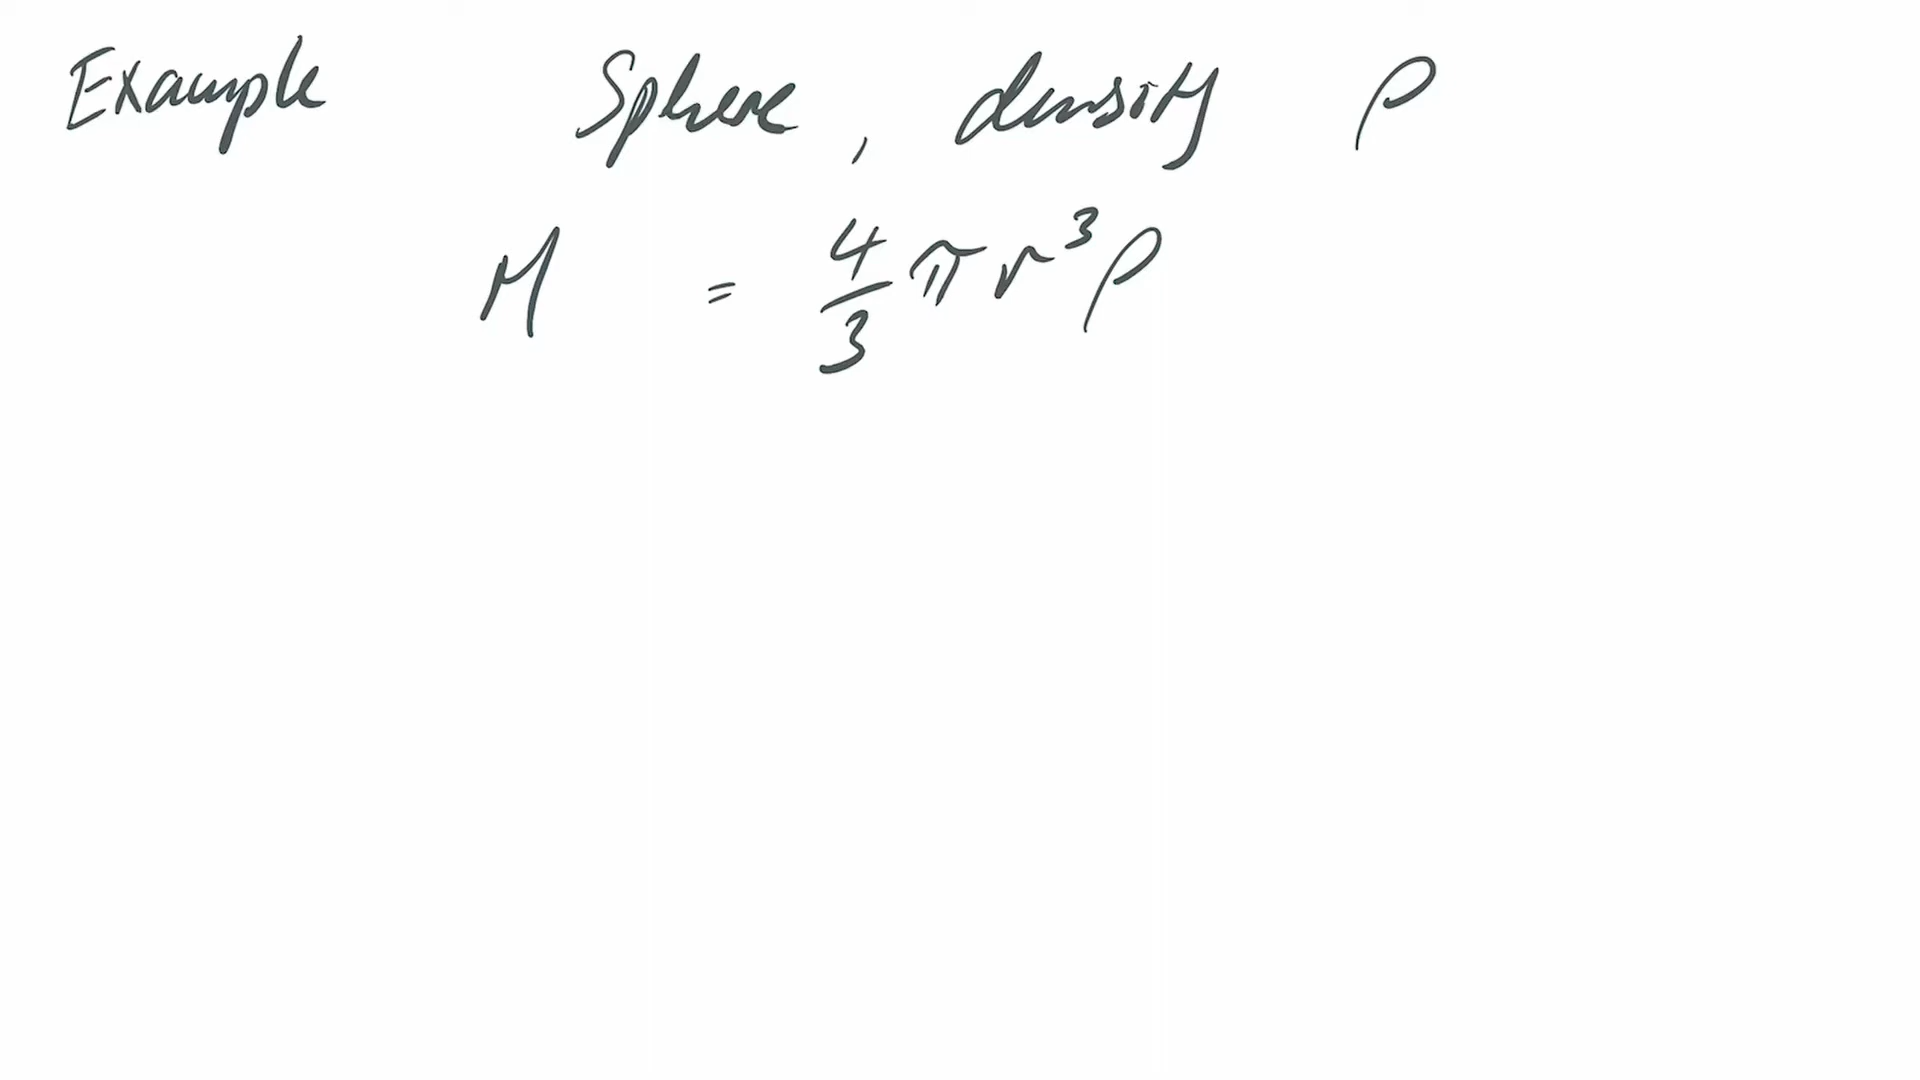 Example Sphere, density ρ
M = 4/3 π r³ ρ